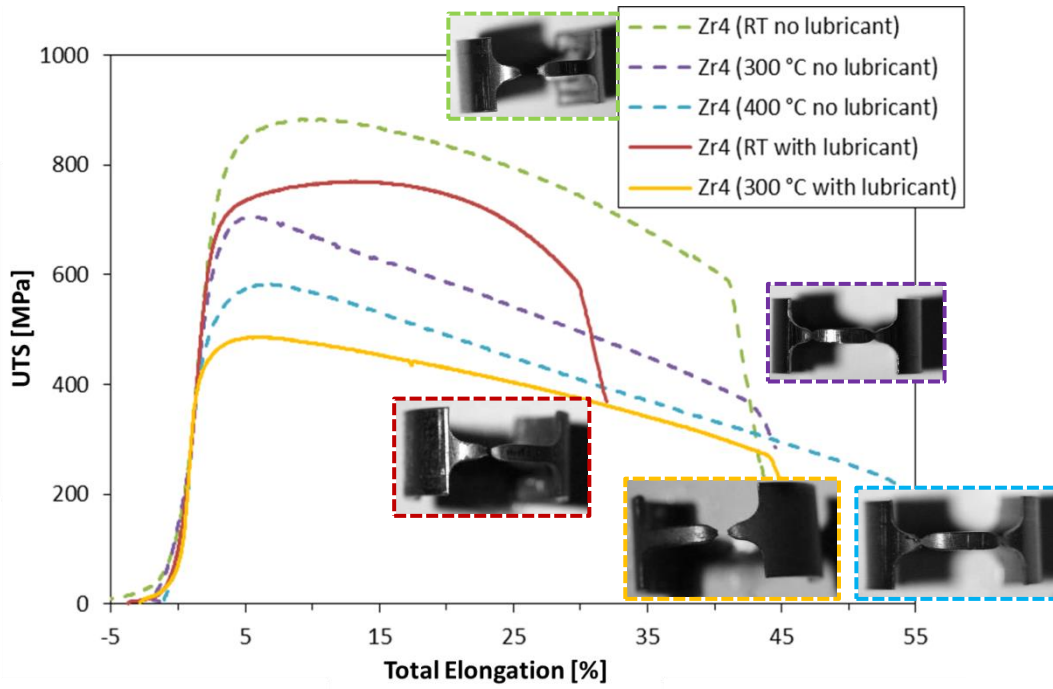 Zr4 (RT no lubricant)
Zr4 (300 °C no lubricant)
Zr4 (400 °C no lubricant)
Zr4 (RT with lubricant)
Zr4 (300 °C with lubricant)
1000
800
600
400
200
0
UTS [MPa]
-5
5
15
25
35
45
55
Total Elongation [%]